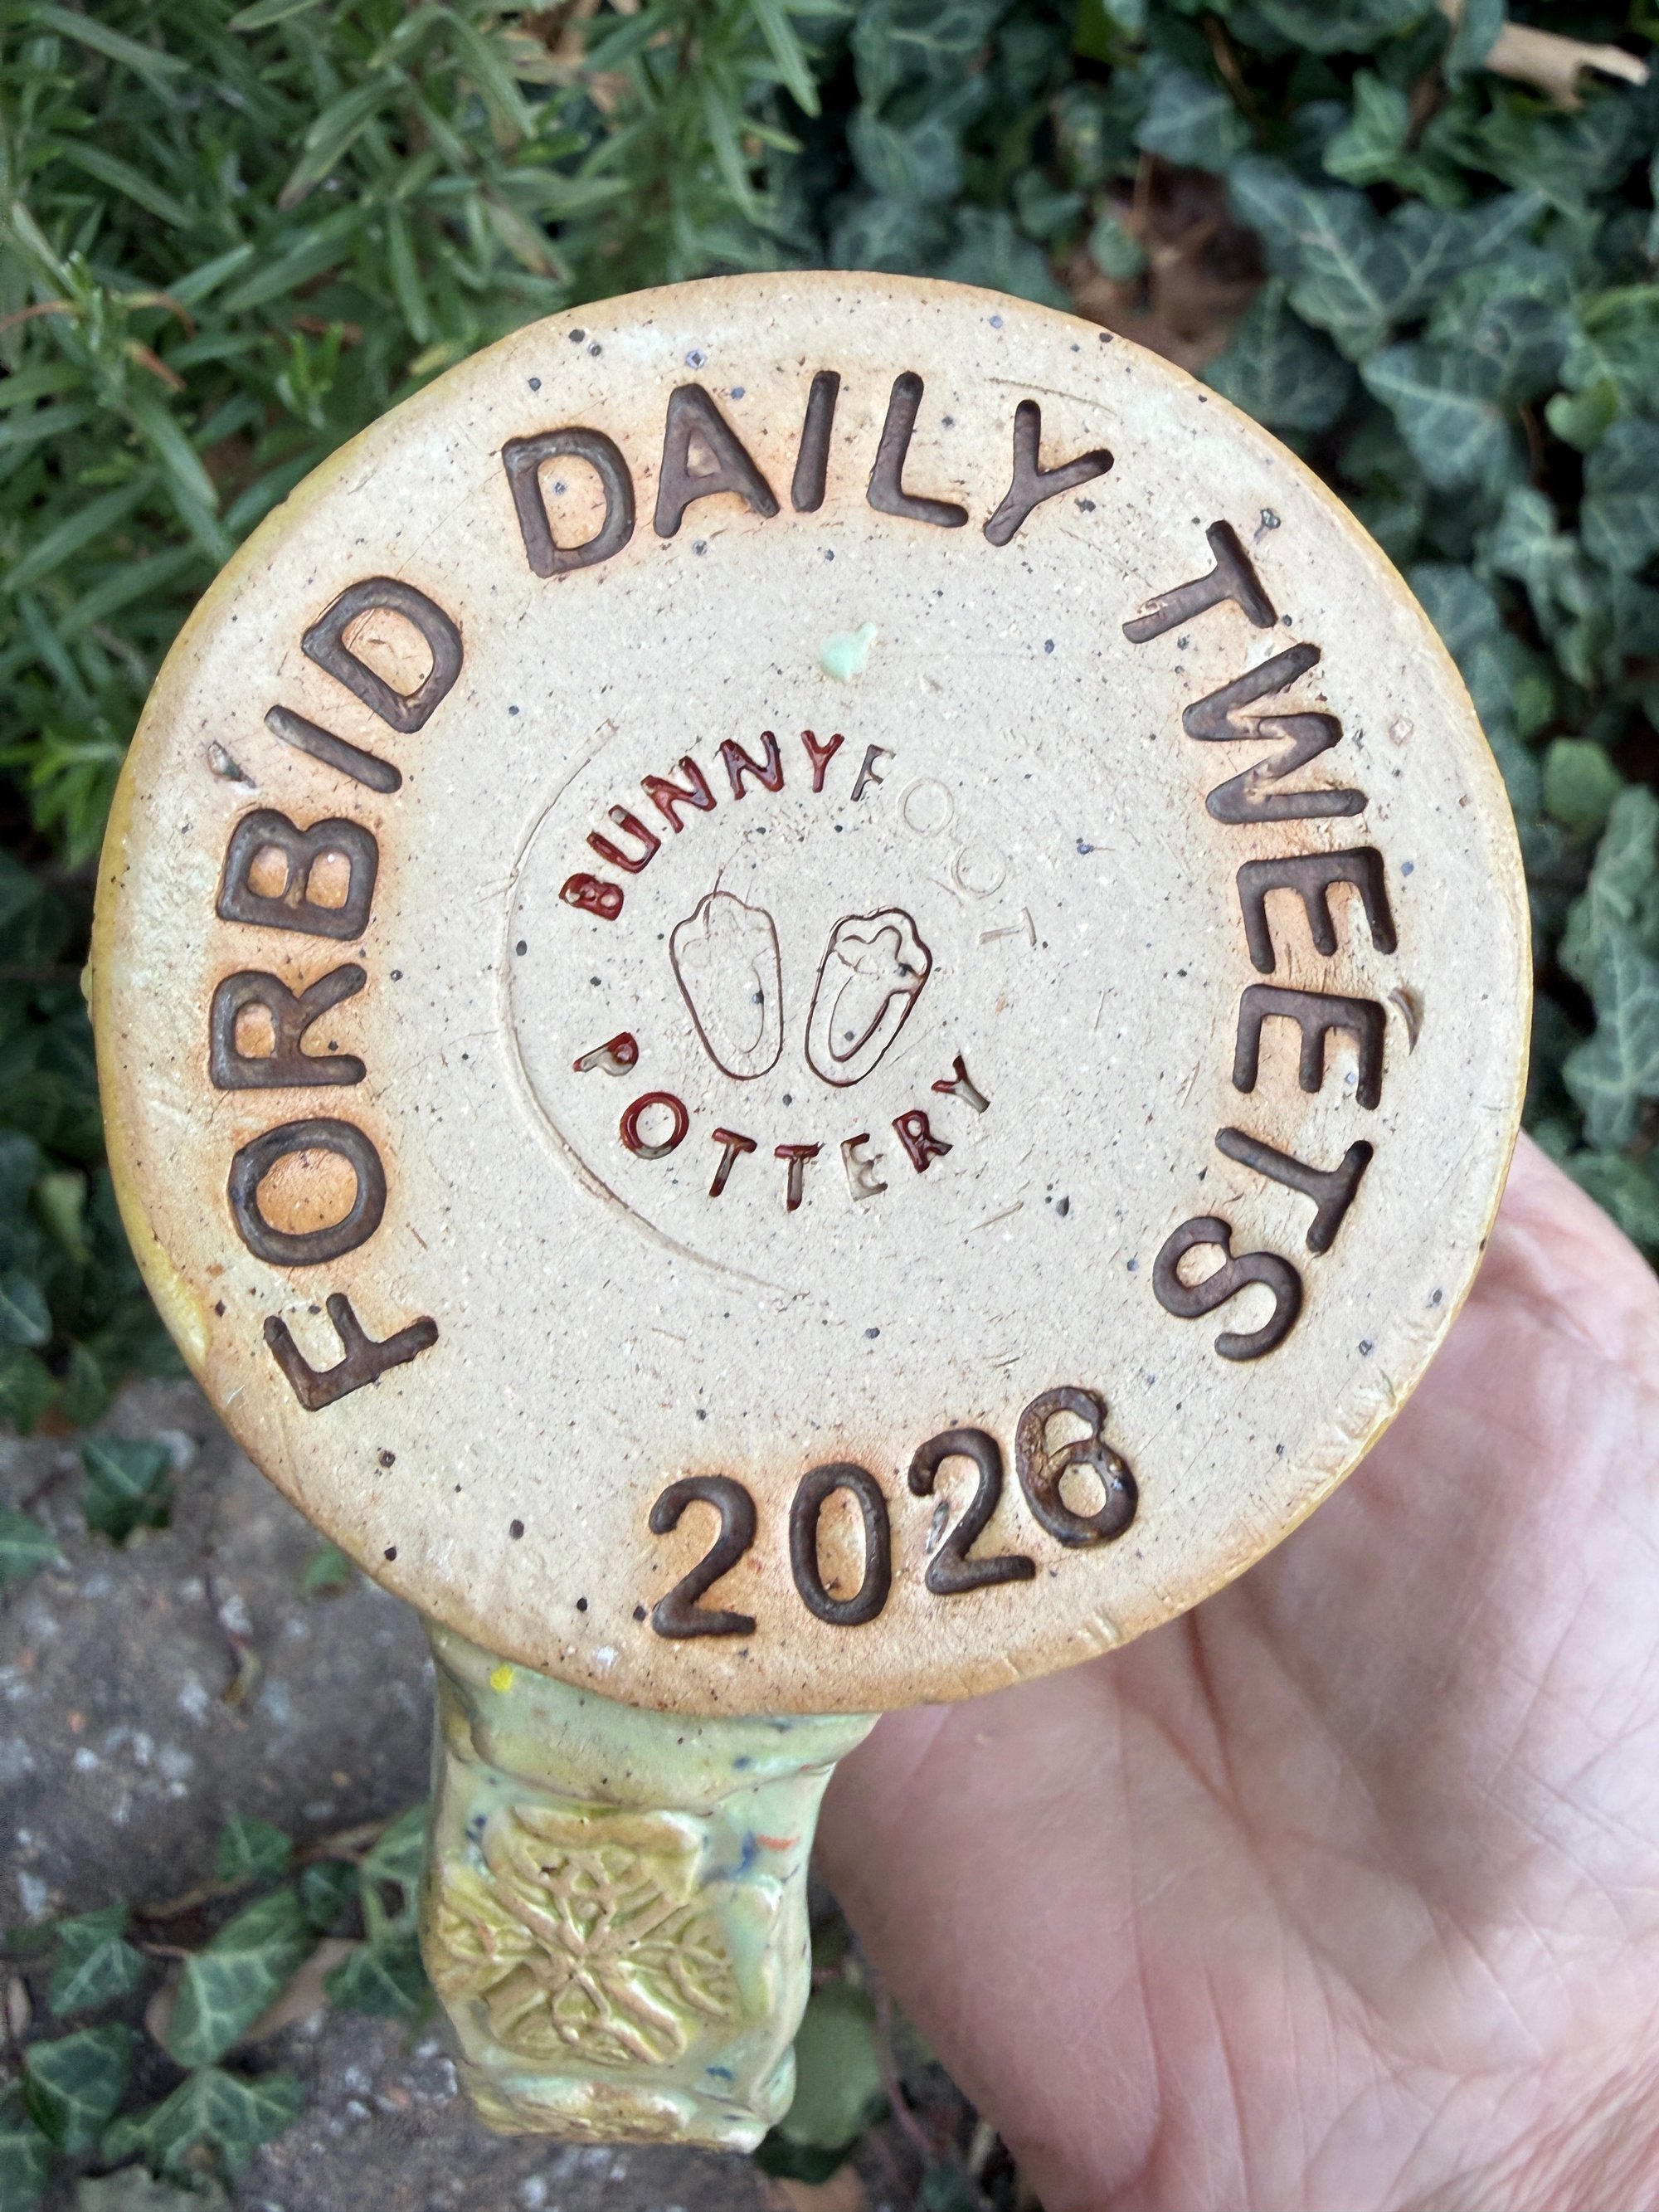 FORBID DAILY TWEETS
2026
BUNNYFOOT
POTTERY